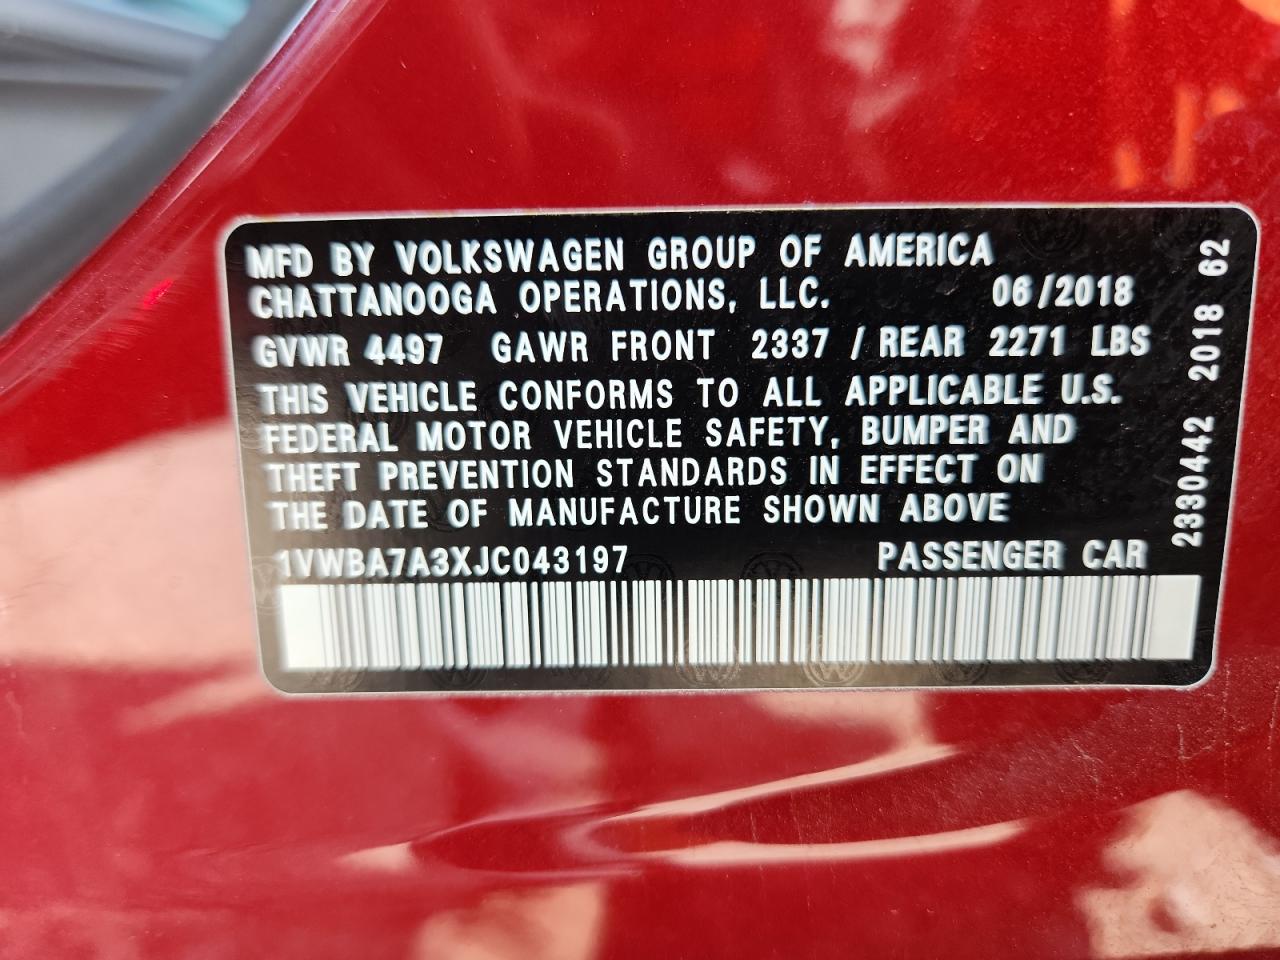 MFD BY VOLKSWAGEN GROUP OF AMERICA
CHATTANOOGA OPERATIONS, LLC. 06/2018
GVWR 4497 GAWR FRONT 2337 / REAR 2271 LBS
THIS VEHICLE CONFORMS TO ALL APPLICABLE U.S.
FEDERAL MOTOR VEHICLE SAFETY, BUMPER AND
THEFT PREVENTION STANDARDS IN EFFECT ON
THE DATE OF MANUFACTURE SHOWN ABOVE
1VWBA7A3XJC043197 PASSENGER CAR
2330442 2018 62